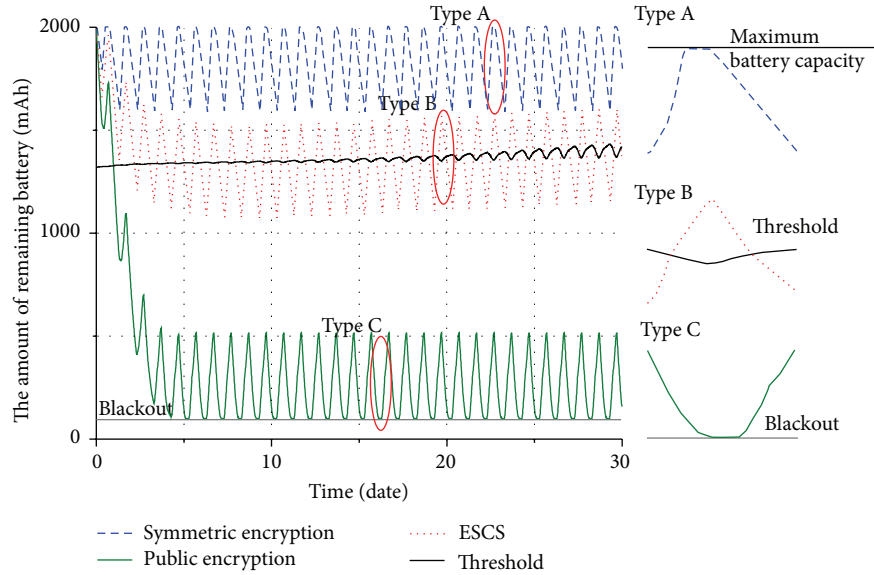 Type A
Type A
2000
Maximum
battery capacity
Type B
The amount of remaining battery (mAh)
Type B
Threshold
1000
Type C
Type C
Blackout
Blackout
0
0
10
20
30
Time (date)
Symmetric encryption
ESCS
Public encryption
Threshold